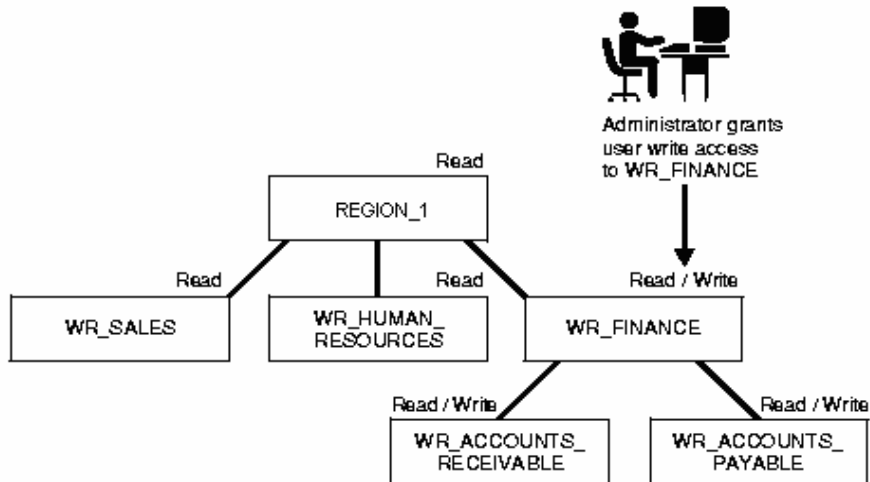 Administrator grants
user write access
to WR_FINANCE
Read
REGION_1
Read
Read
Read / Write
WR_SALES
WR_HUMAN_
RESOURCES
WR_FINANCE
Read / Write
Read / Write
WR_ACCOUNTS_
RECEIVABLE
WR_ACCOUNTS_
PAYABLE